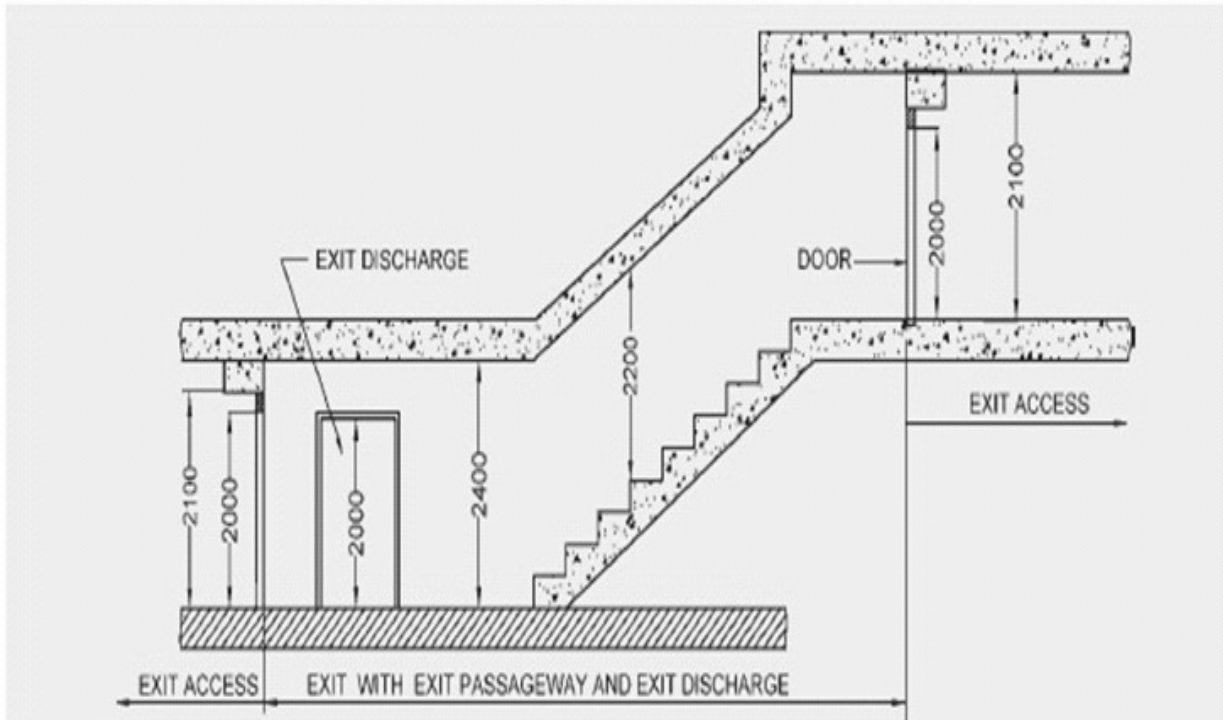 2100
2000
EXIT DISCHARGE
DOOR
2200
EXIT ACCESS
2100
2000
2000
2400
EXIT ACCESS
EXIT WITH EXIT PASSAGEWAY AND EXIT DISCHARGE